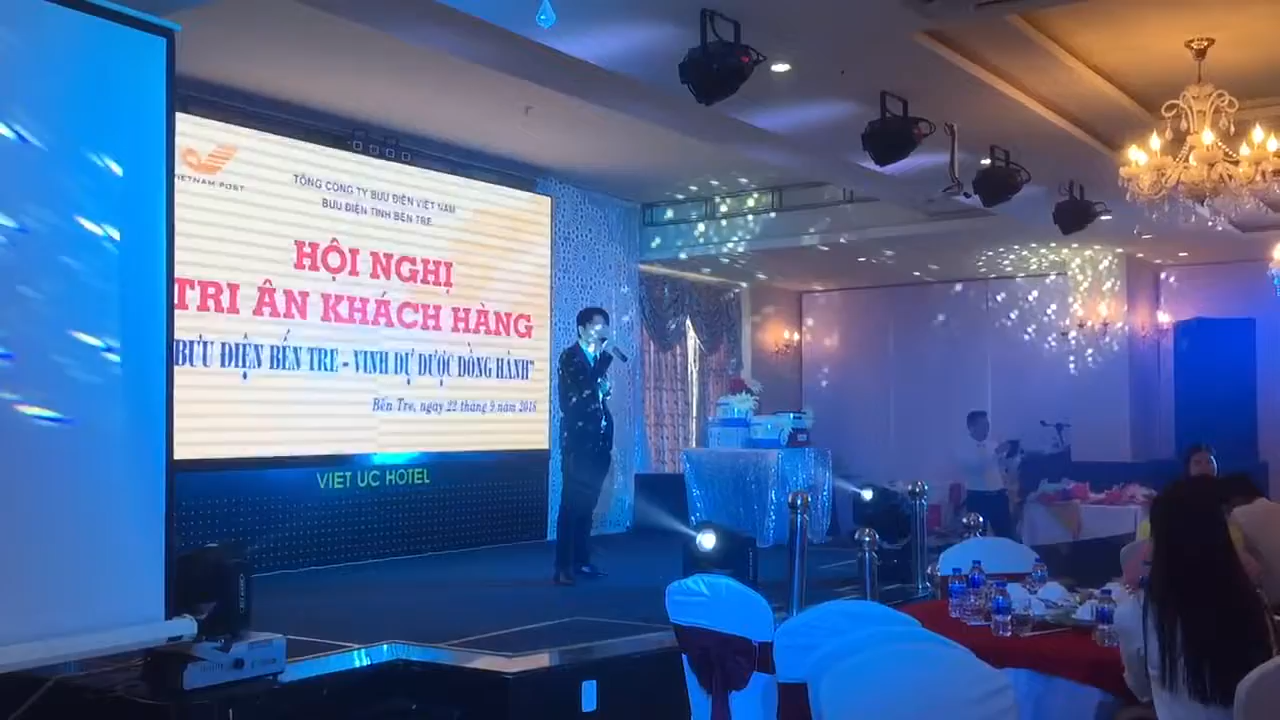 VIETNAM POST
TỔNG CÔNG TY BƯU ĐIỆN VIỆT NAM
BƯU ĐIỆN TỈNH BẾN TRE
HỘI NGHỊ
TRI ÂN KHÁCH HÀNG
BƯU ĐIỆN BẾN TRE - VINH DỰ ĐƯỢC ĐỒNG HÀNH"
Bến Tre, ngày 22 tháng 9 năm 2018
VIET UC HOTEL